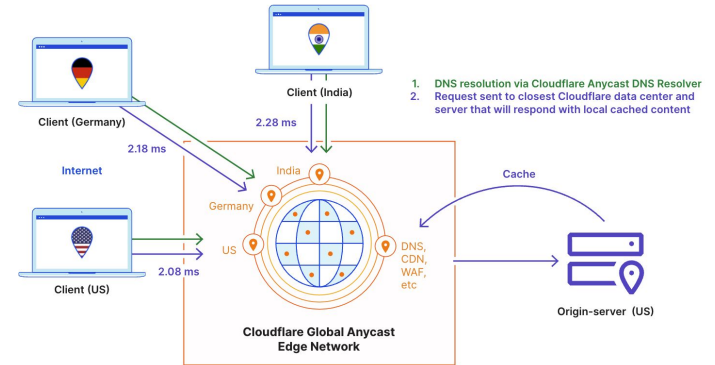 Client (Germany)
Client (India)
1. DNS resolution via Cloudflare Anycast DNS Resolver
2. Request sent to closest Cloudflare data center and
server that will respond with local cached content
2.28 ms
2.18 ms
Internet
India
Cache
Germany
US
DNS,
CDN,
WAF,
etc
2.08 ms
Client (US)
Origin-server (US)
Cloudflare Global Anycast
Edge Network